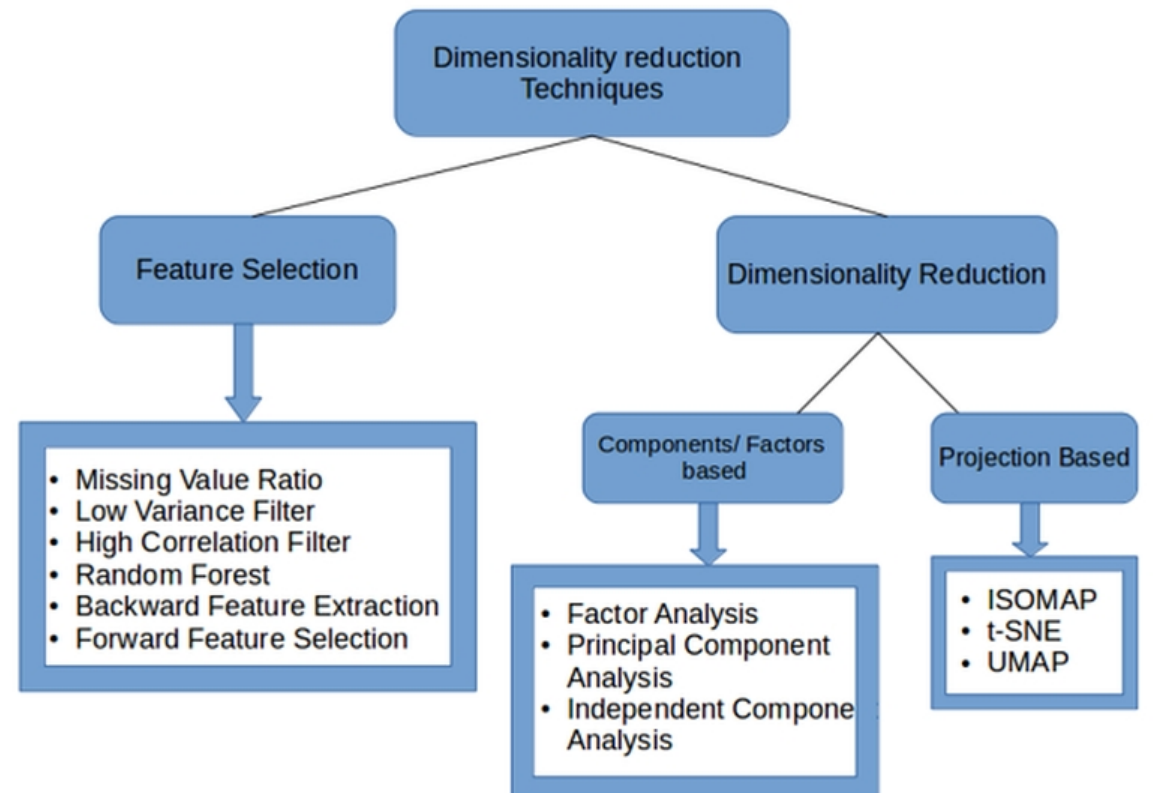 Dimensionality reduction
Techniques
Feature Selection
Dimensionality Reduction
Components/ Factors
based
Projection Based
• Missing Value Ratio
• Low Variance Filter
• High Correlation Filter
• Random Forest
• Backward Feature Extraction
• Forward Feature Selection
• Factor Analysis
• Principal Component
Analysis
• Independent Compone
Analysis
• ISOMAP
• t-SNE
• UMAP